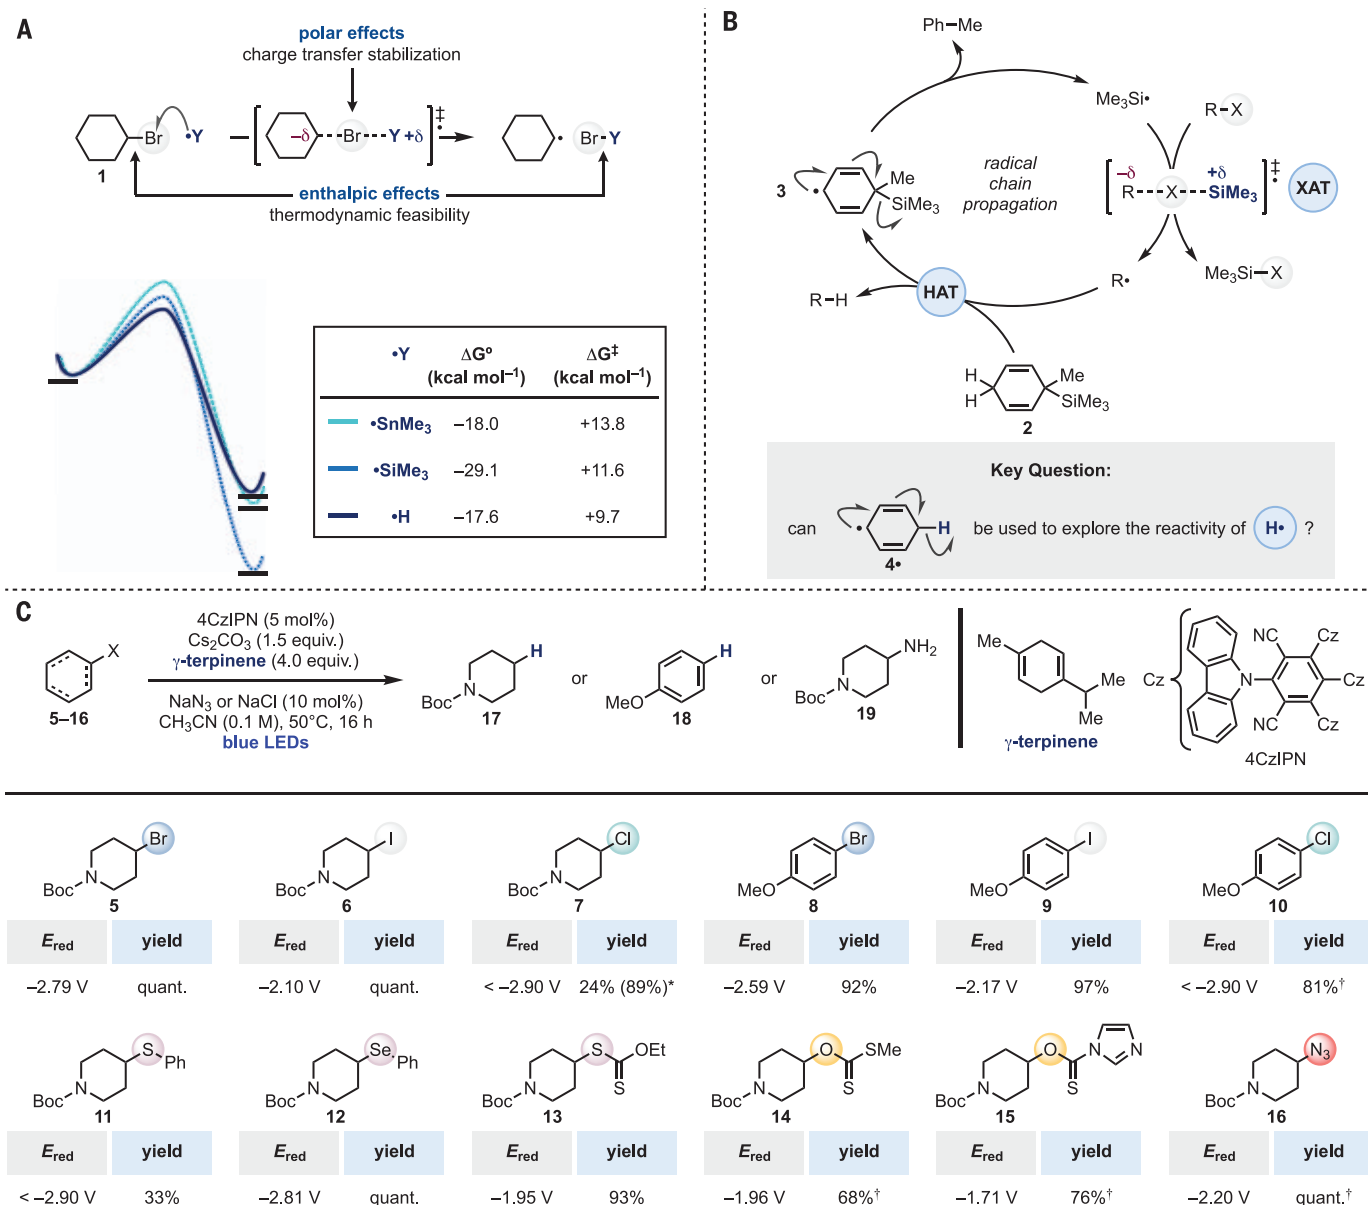 A
polar effects
charge transfer stabilization
Br
•Y
−δ
Br
Y +δ
‡
•
•
Br–Y
1
enthalpic effects
thermodynamic feasibility
•Y
ΔG° (kcal mol⁻¹)
ΔG‡ (kcal mol⁻¹)
•SnMe₃ −18.0 +13.8
•SiMe₃ −29.1 +11.6
•H −17.6 +9.7
B
Ph–Me
Me₃Si•
R–X
3
Me
SiMe₃
radical
chain
propagation
−δ
+δ
R
X
SiMe₃
‡
•
XAT
R–H
HAT
R•
Me₃Si–X
H
H
Me
SiMe₃
2
Key Question:
can
H
4•
be used to explore the reactivity of H• ?
C
X
5–16
4CzIPN (5 mol%)
Cs₂CO₃ (1.5 equiv.)
γ-terpinene (4.0 equiv.)
NaN₃ or NaCl (10 mol%)
CH₃CN (0.1 M), 50°C, 16 h
blue LEDs
H
N
Boc
17
or
H
MeO
18
or
NH₂
N
Boc
19
Me
Me
Me
γ-terpinene
Cz
N
CN
Cz
Cz
CN
Cz
4CzIPN
Br
N
Boc
5
I
N
Boc
6
Cl
N
Boc
7
Br
MeO
8
I
MeO
9
Cl
MeO
10
E_red yield E_red yield E_red yield E_red yield E_red yield E_red yield
−2.79 V quant. −2.10 V quant. < −2.90 V 24% (89%)* −2.59 V 92% −2.17 V 97% < −2.90 V 81%†
S
Ph
N
Boc
11
Se
Ph
N
Boc
12
S
OEt
S
N
Boc
13
O
SMe
S
N
Boc
14
O
N
N
S
N
Boc
15
N₃
N
Boc
16
E_red yield E_red yield E_red yield E_red yield E_red yield E_red yield
< −2.90 V 33% −2.81 V quant. −1.95 V 93% −1.96 V 68%† −1.71 V 76%† −2.20 V quant.†